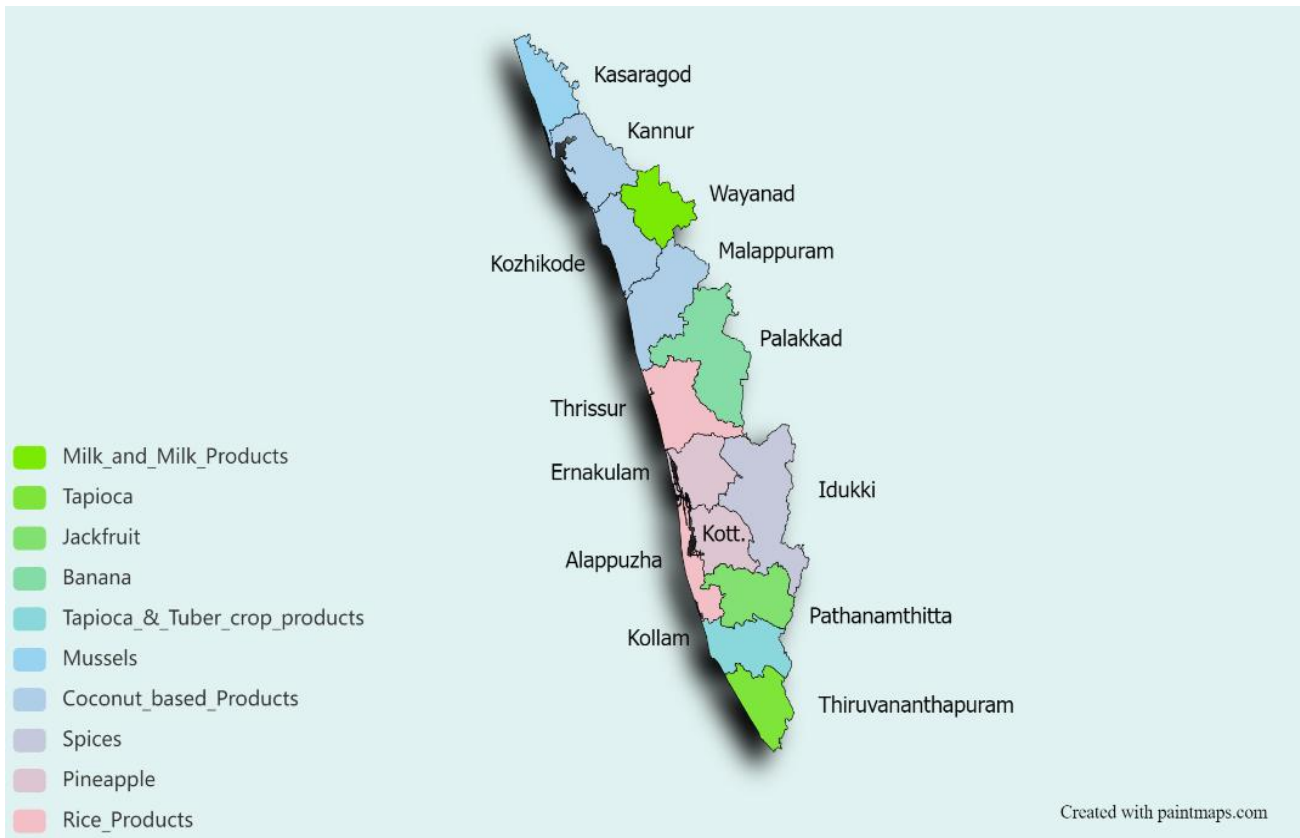 Kasaragod
Kannur
Wayanad
Malappuram
Kozhikode
Palakkad
Thrissur
Ernakulam
Idukki
Kott.
Alappuzha
Pathanamthitta
Kollam
Thiruvananthapuram
Milk_and_Milk_Products
Tapioca
Jackfruit
Banana
Tapioca_&_Tuber_crop_products
Mussels
Coconut_based_Products
Spices
Pineapple
Rice_Products
Created with paintmaps.com